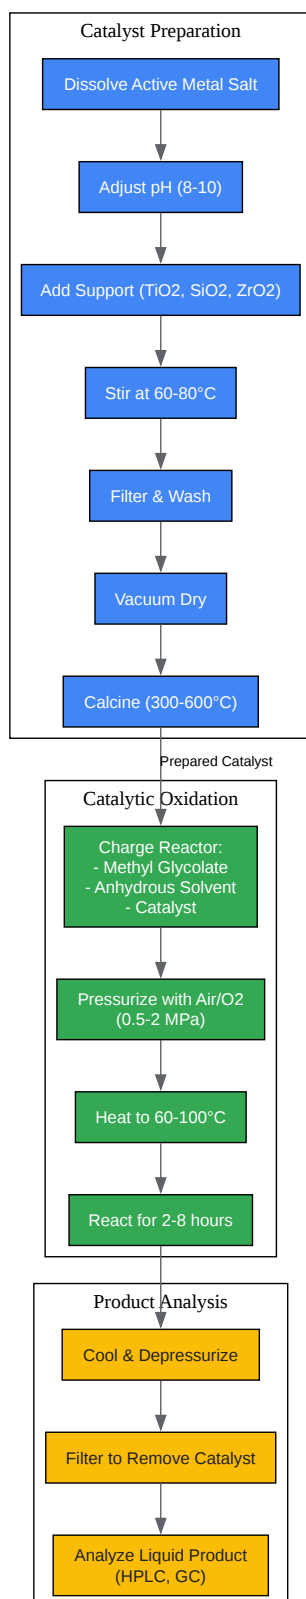 Catalyst Preparation
Dissolve Active Metal Salt
Adjust pH (8-10)
Add Support (TiO2, SiO2, ZrO2)
Stir at 60-80°C
Filter & Wash
Vacuum Dry
Calcine (300-600°C)
Prepared Catalyst
Catalytic Oxidation
Charge Reactor:
- Methyl Glycolate
- Anhydrous Solvent
- Catalyst
Pressurize with Air/O2
(0.5-2 MPa)
Heat to 60-100°C
React for 2-8 hours
Product Analysis
Cool & Depressurize
Filter to Remove Catalyst
Analyze Liquid Product
(HPLC, GC)